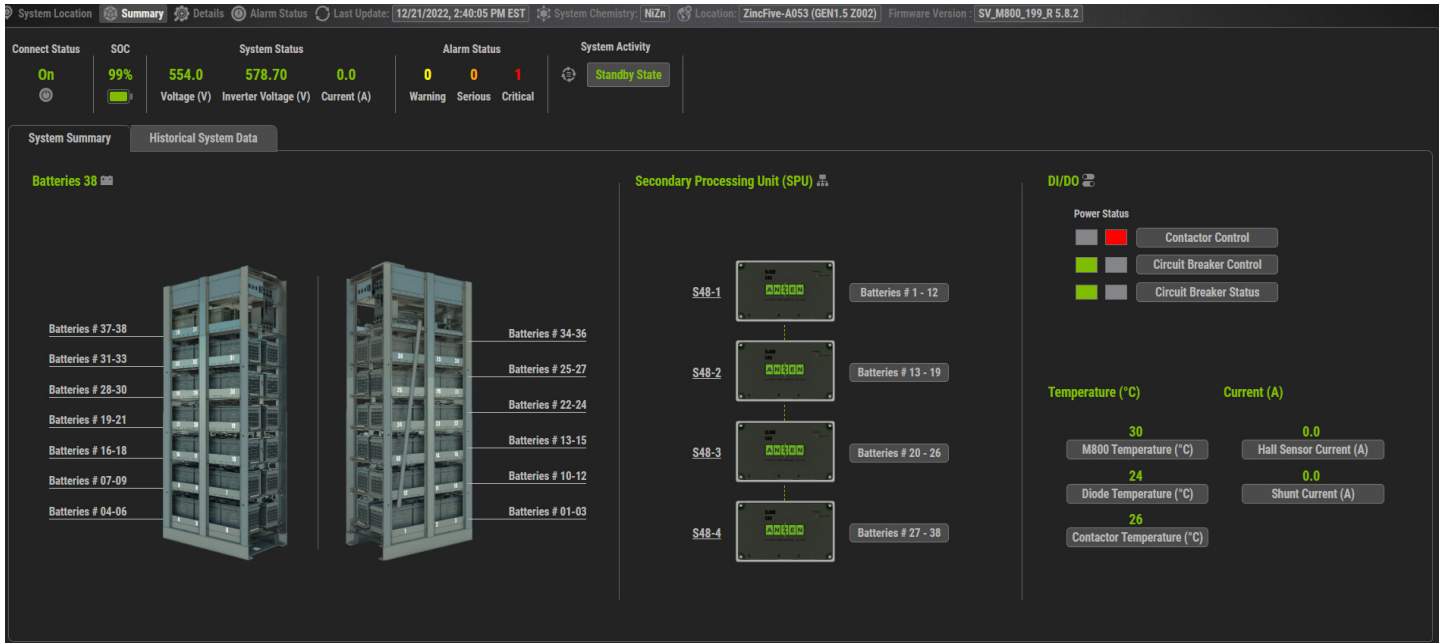 System Location Summary Details Alarm Status Last Update: 12/21/2022, 2:40:05 PM EST System Chemistry: NiZn Location: ZincFive-A053 (GEN1.5 Z002) Firmware Version : SV_M800_199_R 5.8.2
Connect Status SOC System Status Alarm Status System Activity
On 99% 554.0 578.70 0.0 0 0 1 Standby State
Voltage (V) Inverter Voltage (V) Current (A) Warning Serious Critical
System Summary Historical System Data
Batteries 38
Batteries # 37-38
Batteries # 31-33
Batteries # 28-30
Batteries # 19-21
Batteries # 16-18
Batteries # 07-09
Batteries # 04-06
Batteries # 34-36
Batteries # 25-27
Batteries # 22-24
Batteries # 13-15
Batteries # 10-12
Batteries # 01-03
Secondary Processing Unit (SPU)
S48-1 ANZEN Batteries # 1 - 12
S48-2 ANZEN Batteries # 13 - 19
S48-3 ANZEN Batteries # 20 - 26
S48-4 ANZEN Batteries # 27 - 38
DI/DO
Power Status
Contactor Control
Circuit Breaker Control
Circuit Breaker Status
Temperature (°C) Current (A)
30 0.0
M800 Temperature (°C) Hall Sensor Current (A)
24 0.0
Diode Temperature (°C) Shunt Current (A)
26
Contactor Temperature (°C)